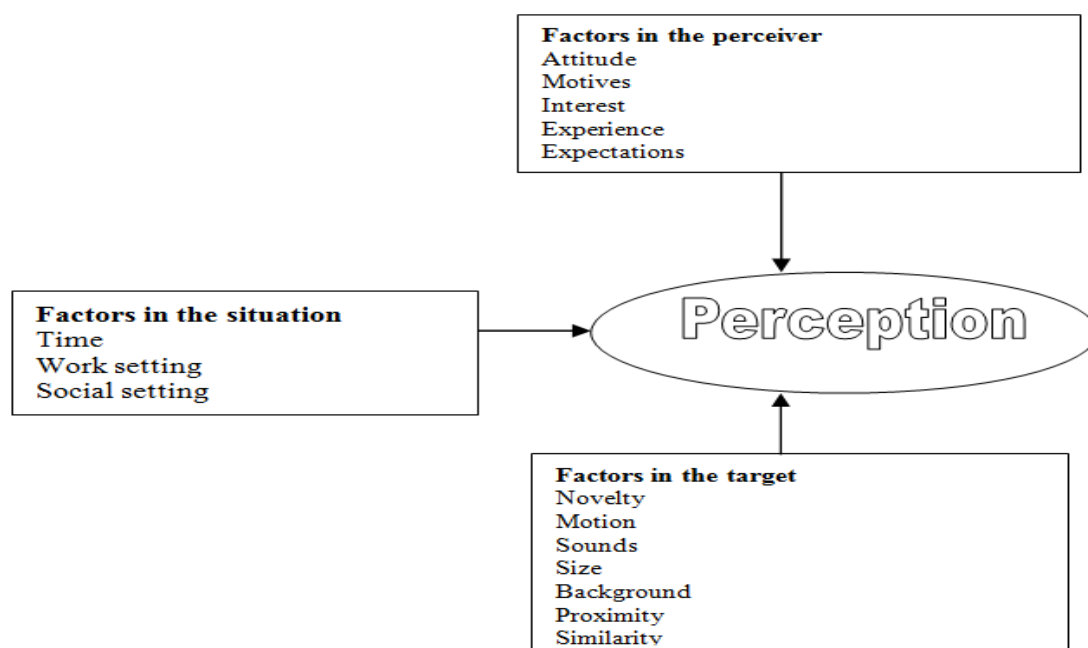 Factors in the perceiver
Attitude
Motives
Interest
Experience
Expectations
Factors in the situation
Time
Work setting
Social setting
Perception
Factors in the target
Novelty
Motion
Sounds
Size
Background
Proximity
Similarity